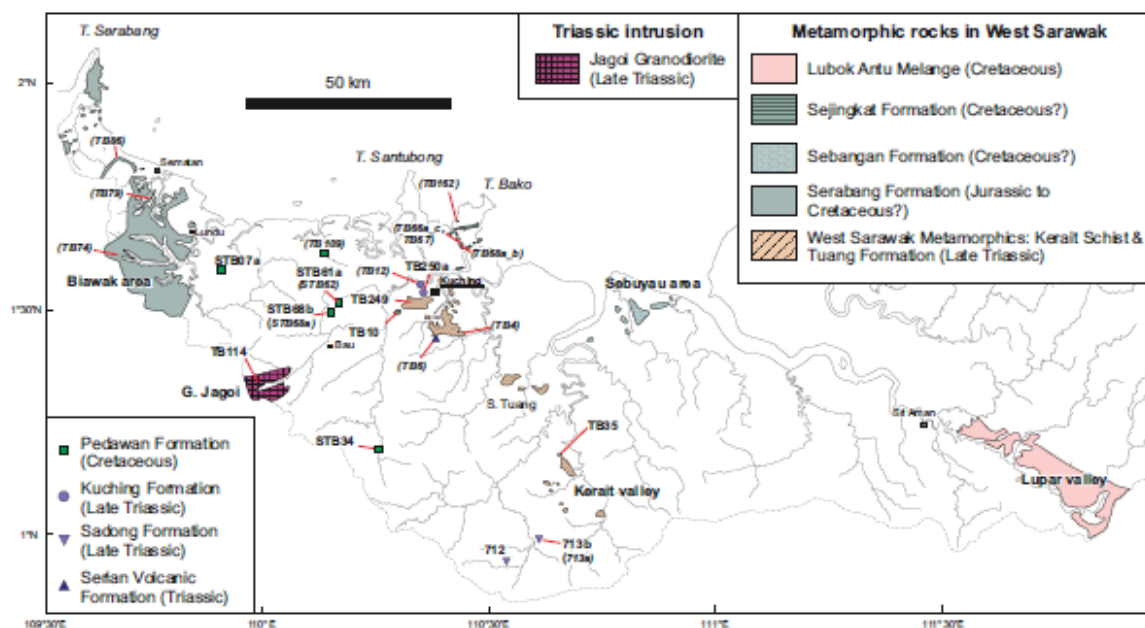 T. Serabang
2°N
50 km
Triassic intrusion
Jagoi Granodiorite
(Late Triassic)
Metamorphic rocks in West Sarawak
Lubok Antu Melange (Cretaceous)
Sejingkat Formation (Cretaceous?)
Sebangan Formation (Cretaceous?)
Serabang Formation (Jurassic to
Cretaceous?)
West Sarawak Metamorphics: Kerait Schist &
Tuang Formation (Late Triassic)
(TB86)
Sematan
T. Santubong
(TB79)
(TB162)
T. Bako
Lundu
(TB66a_c,
TB67)
(TB74)
(TB109)
(TB68a_b)
STB07a
Biawak area
STB61a
(STB62)
(TB12)
TB250a
Kuching
TB249
Sebuyau area
1°30'N
STB68b
(STB68a)
TB10
(TB4)
Bau
TB114
(TB6)
G. Jagoi
S. Tuang
Sri Aman
STB34
TB35
Lupar valley
Kerait valley
Pedawan Formation
(Cretaceous)
Kuching Formation
(Late Triassic)
Sadong Formation
(Late Triassic)
Serian Volcanic
Formation (Triassic)
1°N
712
713b
(713a)
109°30'E
110°E
110°30'E
111°E
111°30'E